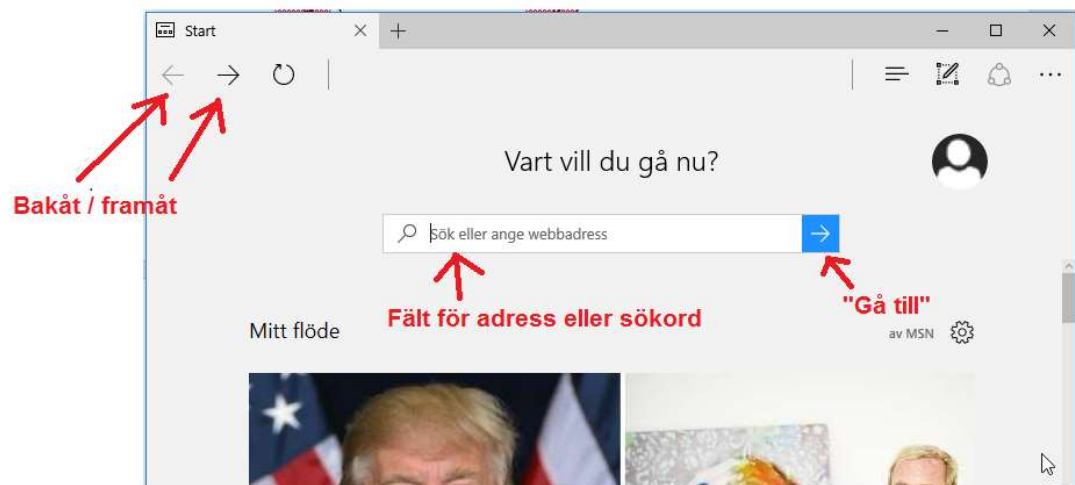 Start
Vart vill du gå nu?
Bakåt / framåt
Sök eller ange webbadress
"Gå till"
Fält för adress eller sökord
Mitt flöde
av MSN